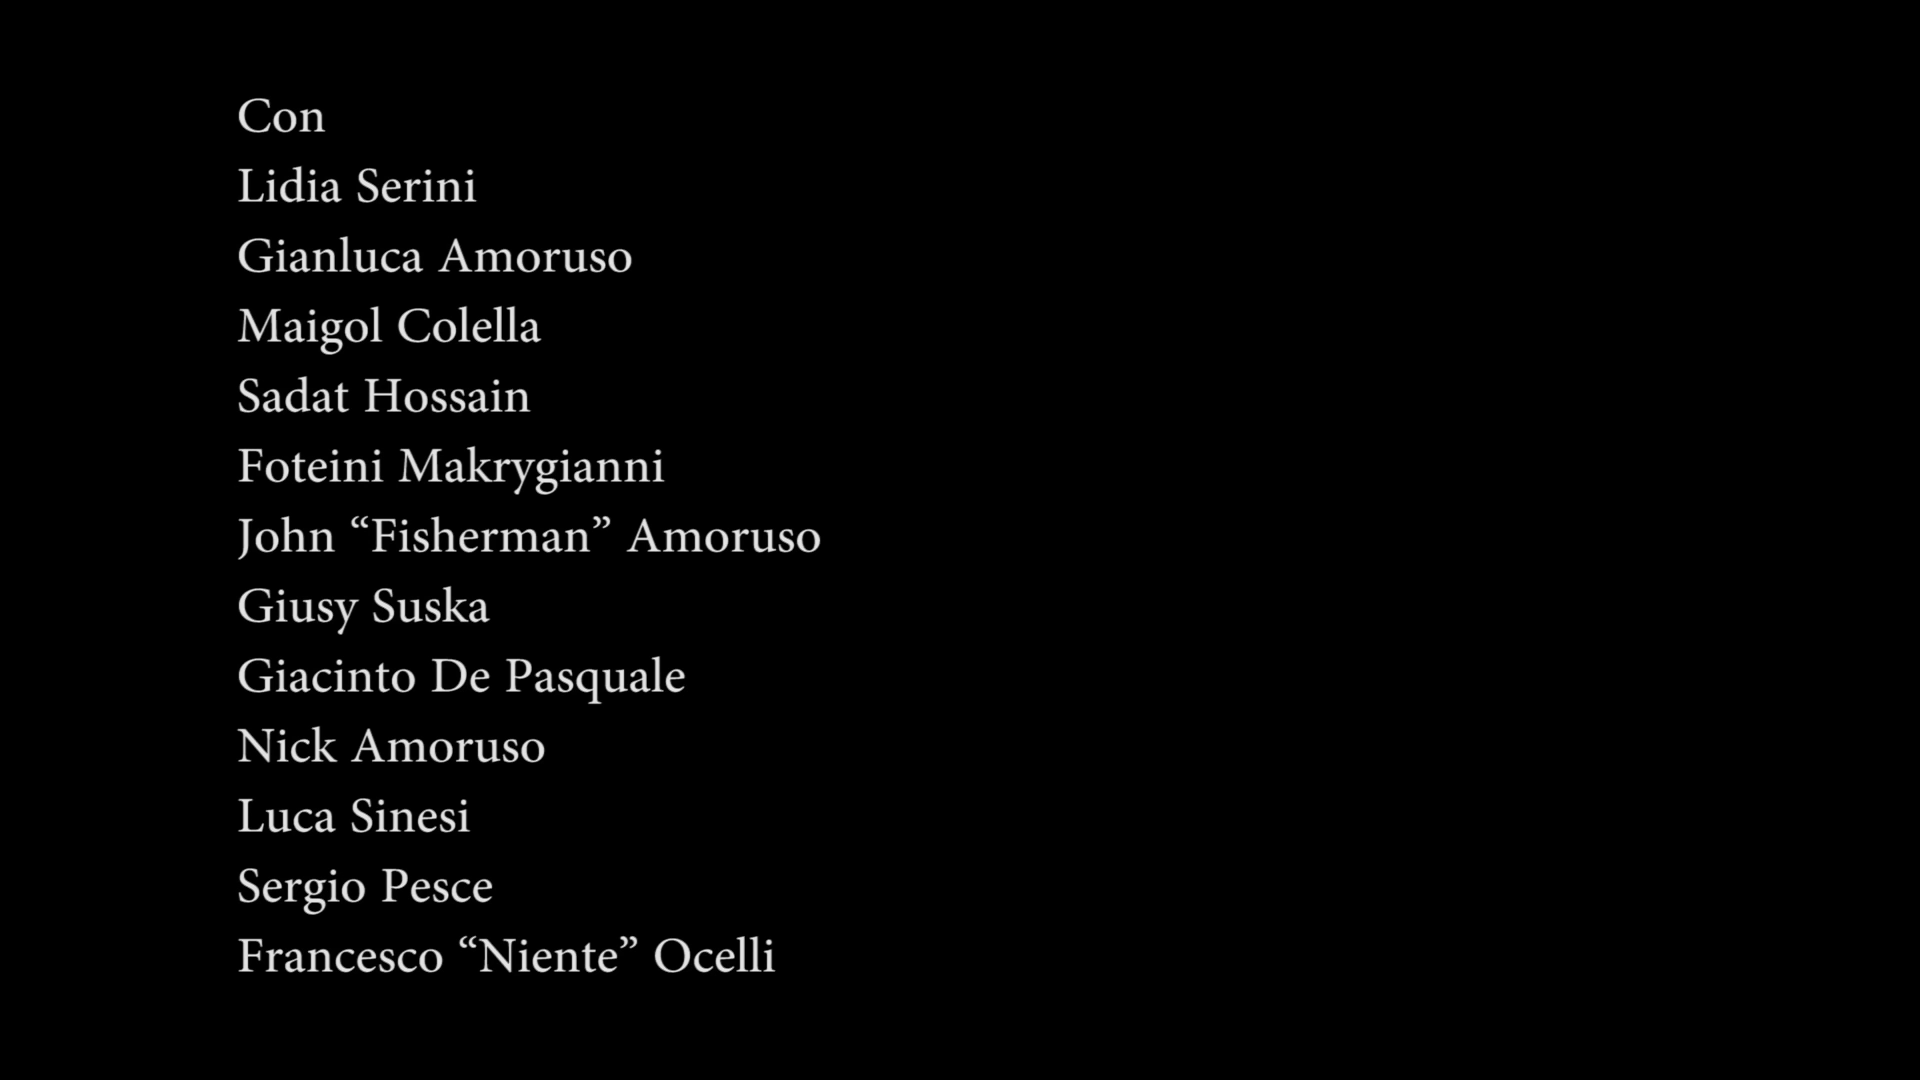 Con
Lidia Serini
Gianluca Amoruso
Maigol Colella
Sadat Hossain
Foteini Makrygianni
John “Fisherman” Amoruso
Giusy Suska
Giacinto De Pasquale
Nick Amoruso
Luca Sinesi
Sergio Pesce
Francesco “Niente” Ocelli